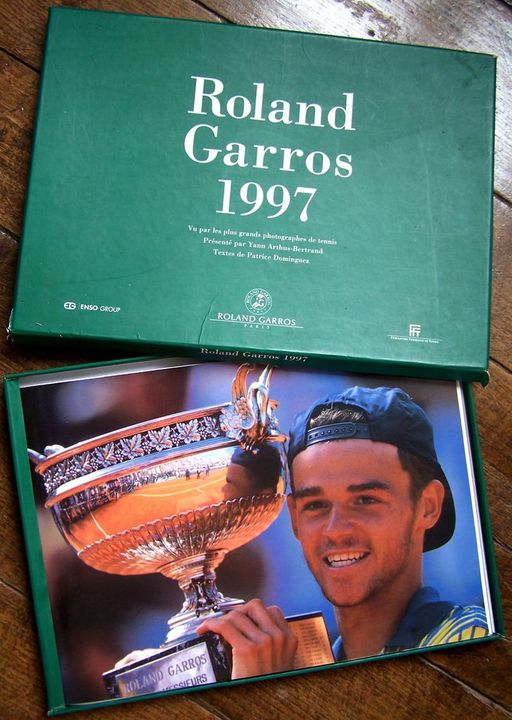 Roland
Garros
1997
Vu par les plus grands photographes de tennis
Présenté par Yann Arthus-Bertrand
Textes de Patrice Dominguez
ENSO GROUP
ROLAND GARROS
PARIS
FFT
Roland Garros 1997
ROLAND GARROS
MESSIEURS